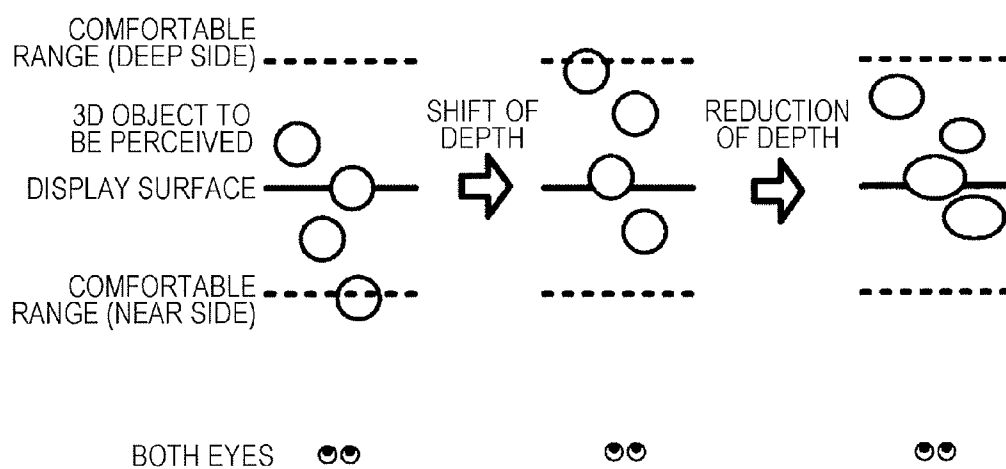 COMFORTABLE
RANGE (DEEP SIDE)
3D OBJECT TO
BE PERCEIVED
DISPLAY SURFACE
COMFORTABLE
RANGE (NEAR SIDE)
BOTH EYES
SHIFT OF
DEPTH
REDUCTION
OF DEPTH